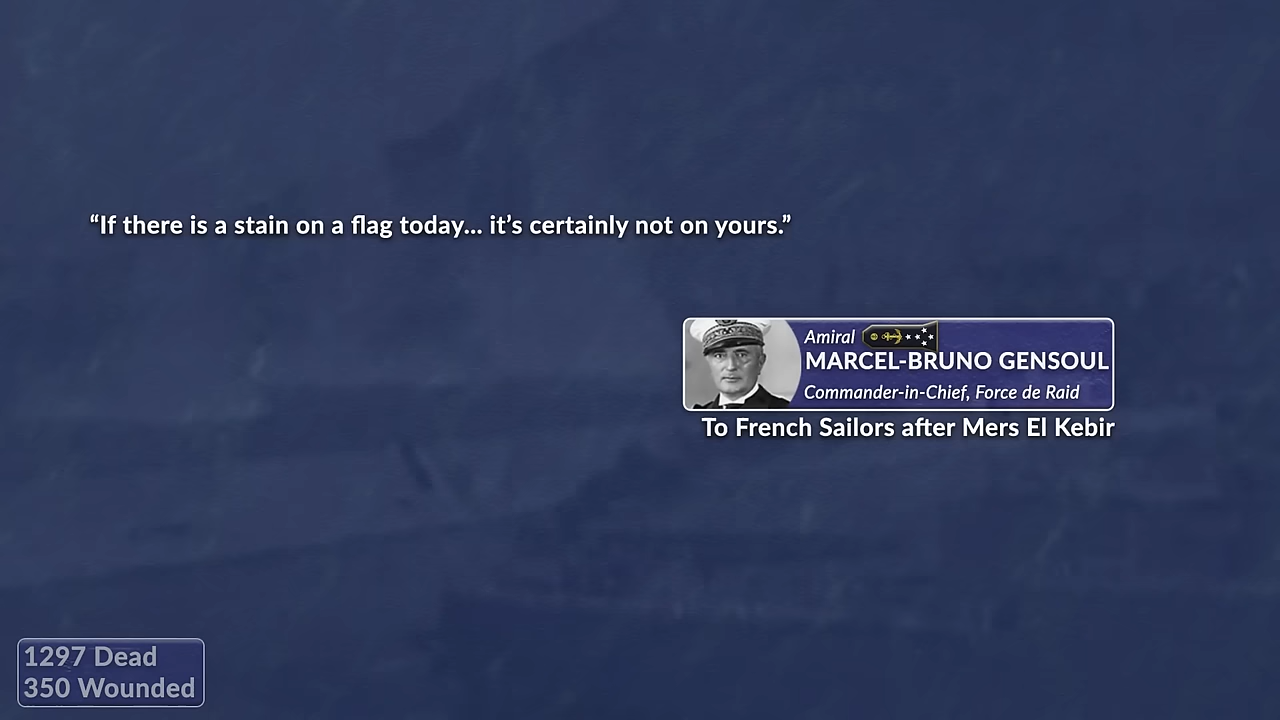 “If there is a stain on a flag today... it’s certainly not on yours.”
Amiral
MARCEL-BRUNO GENSOUL
Commander-in-Chief, Force de Raid
To French Sailors after Mers El Kebir
1297 Dead
350 Wounded